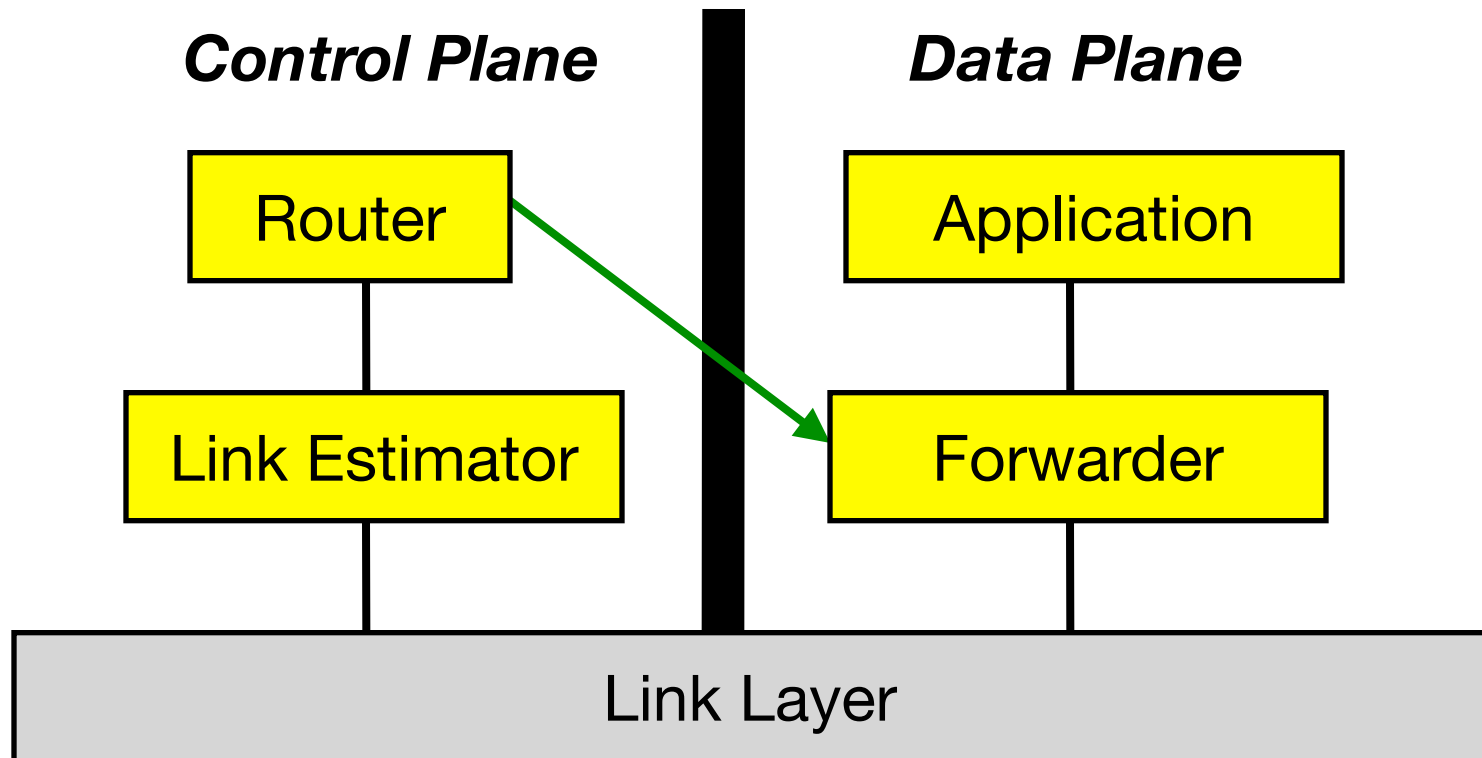 Control Plane
Data Plane
Router
Application
Link Estimator
Forwarder
Link Layer